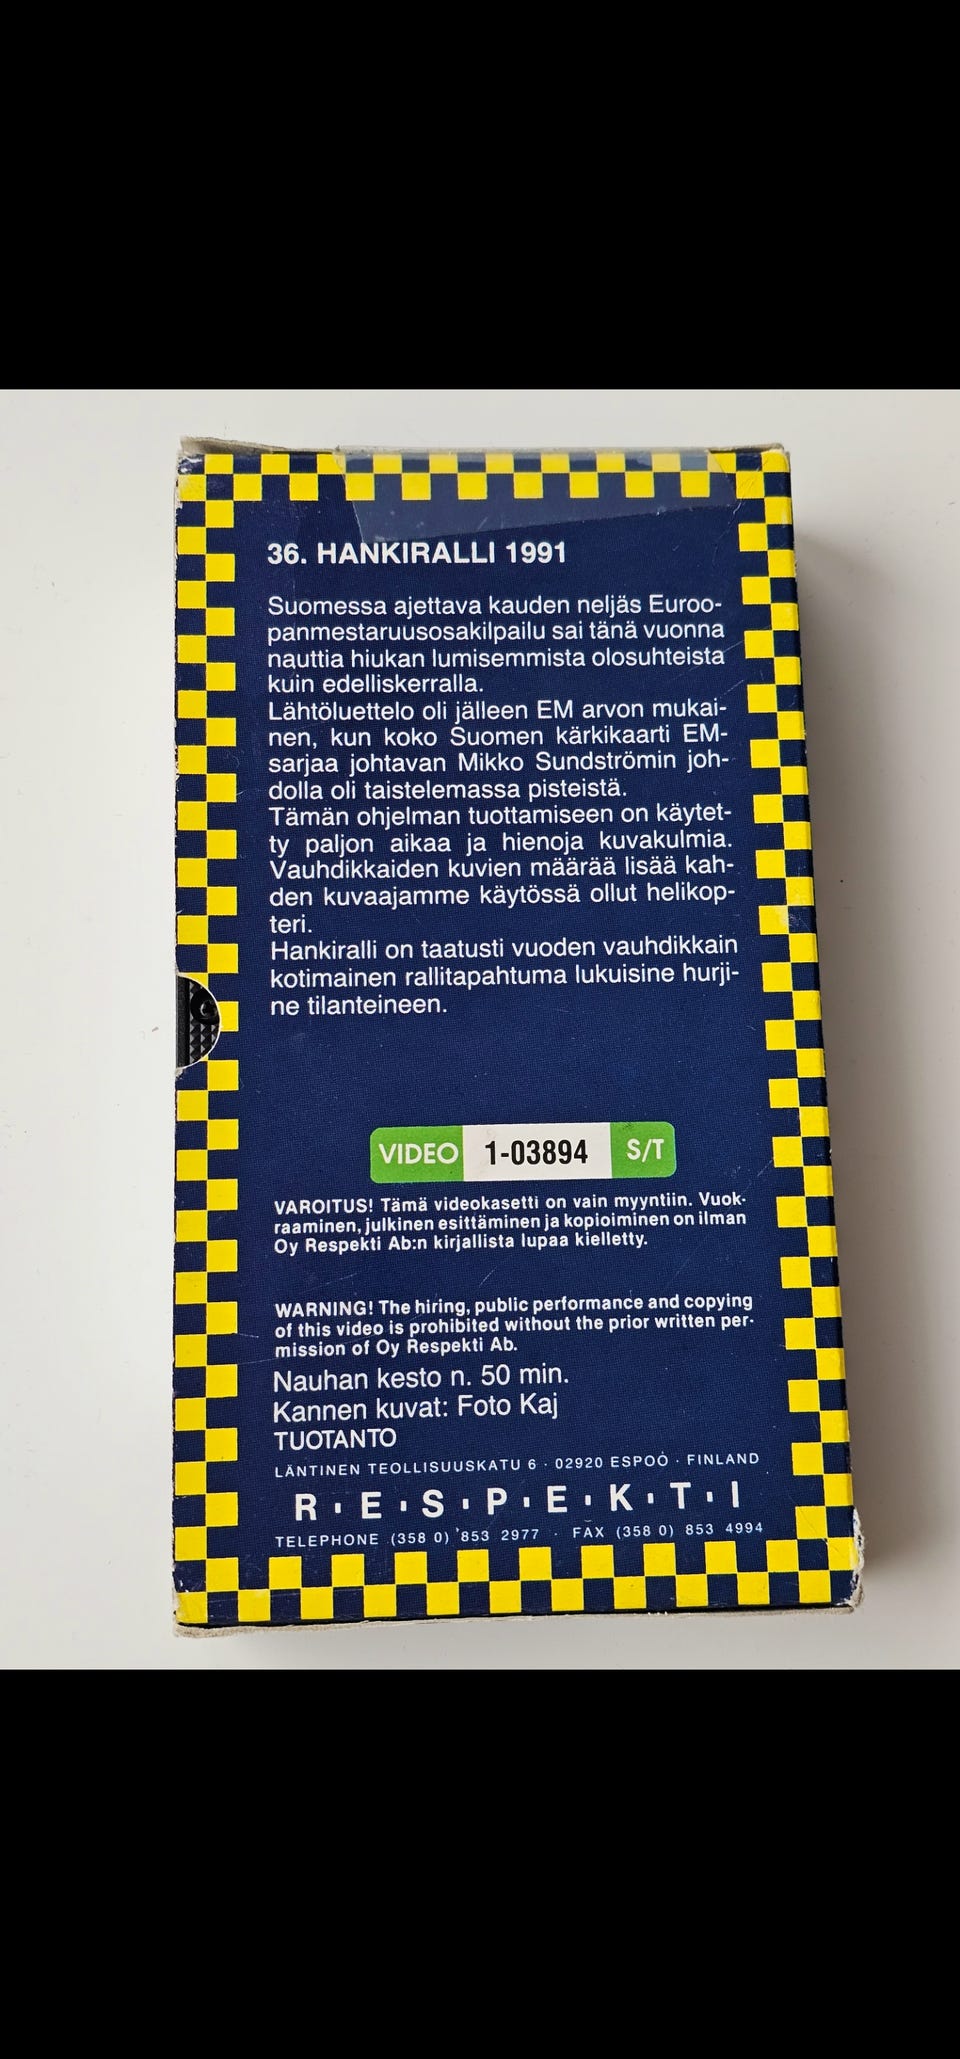 36. HANKIRALLI 1991
Suomessa ajettava kauden neljäs Euroo-
panmestaruusosakilpailu sai tänä vuonna
nauttia hiukan lumisemmista olosuhteista
kuin edelliskerralla.
Lähtöluettelo oli jälleen EM arvon mukai-
nen, kun koko Suomen kärkikaarti EM-
sarjaa johtavan Mikko Sundströmin joh-
dolla oli taistelemassa pisteistä.
Tämän ohjelman tuottamiseen on käytet-
ty paljon aikaa ja hienoja kuvakulmia.
Vauhdikkaiden kuvien määrää lisää kah-
den kuvaajamme käytössä ollut helikop-
teri.
Hankiralli on taatusti vuoden vauhdikkain
kotimainen rallitapahtuma lukuisine hurji-
ne tilanteineen.
VIDEO 1-03894 S/T
VAROITUS! Tämä videokasetti on vain myyntiin. Vuok-
raaminen, julkinen esittäminen ja kopioiminen on ilman
Oy Respekti Ab:n kirjallista lupaa kielletty.
WARNING! The hiring, public performance and copying
of this video is prohibited without the prior written per-
mission of Oy Respekti Ab.
Nauhan kesto n. 50 min.
Kannen kuvat: Foto Kaj
TUOTANTO
LÄNTINEN TEOLLISUUSKATU 6 · 02920 ESPOO · FINLAND
R·E·S·P·E·K·T·I
TELEPHONE (358 0) 853 2977 · FAX (358 0) 853 4994